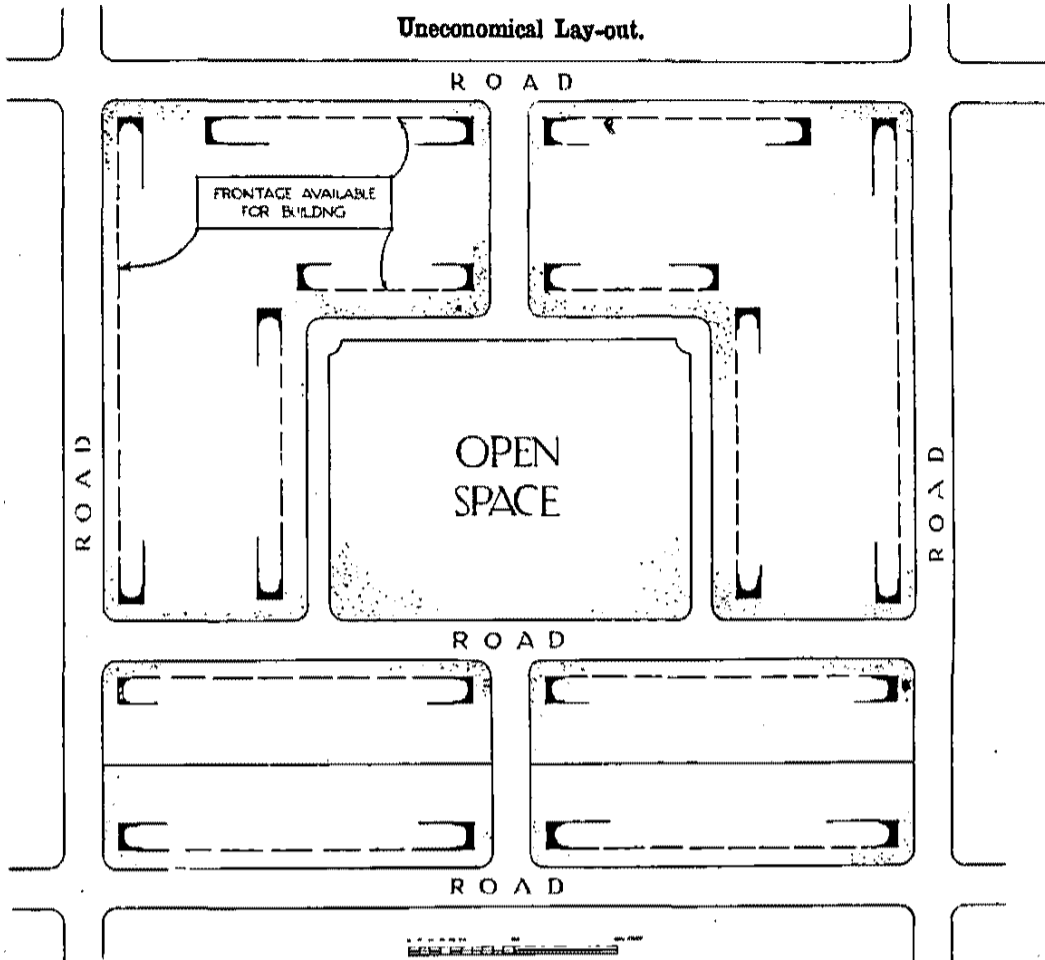 Uneconomical Lay-out.
ROAD
FRONTAGE AVAILABLE
FOR BUILDNG
ROAD
OPEN
SPACE
ROAD
ROAD
ROAD